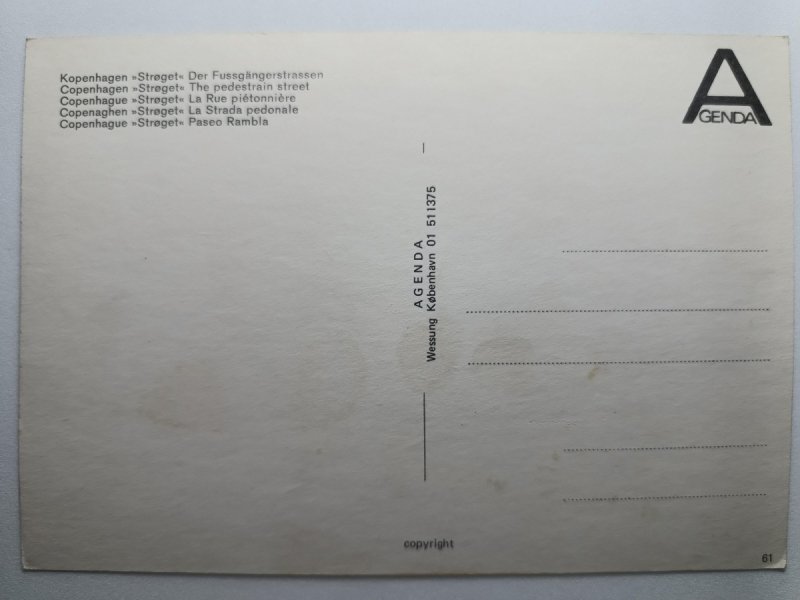 Kopenhagen »Strøget« Der Fussgängerstrassen
Copenhagen »Strøget« The pedestrain street
Copenhague »Strøget« La Rue piétonnière
Copenaghen »Strøget« La Strada pedonale
Copenhague »Strøget« Paseo Rambla
AGENDA
AGENDA
Wessung København 01 511375
copyright
61